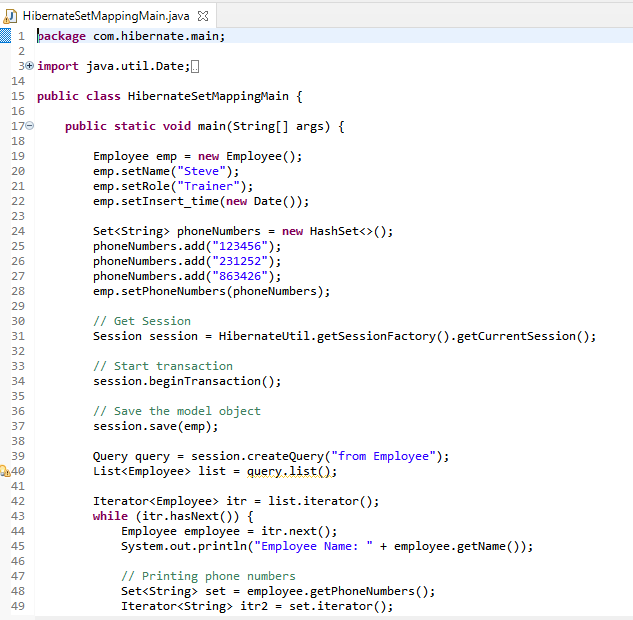 HibernateSetMappingMain.java
1 package com.hibernate.main;
2
3 import java.util.Date;
14
15 public class HibernateSetMappingMain {
16
17 public static void main(String[] args) {
18
19 Employee emp = new Employee();
20 emp.setName("Steve");
21 emp.setRole("Trainer");
22 emp.setInsert_time(new Date());
23
24 Set<String> phoneNumbers = new HashSet<>();
25 phoneNumbers.add("123456");
26 phoneNumbers.add("231252");
27 phoneNumbers.add("863426");
28 emp.setPhoneNumbers(phoneNumbers);
29
30 // Get Session
31 Session session = HibernateUtil.getSessionFactory().getCurrentSession();
32
33 // Start transaction
34 session.beginTransaction();
35
36 // Save the model object
37 session.save(emp);
38
39 Query query = session.createQuery("from Employee");
40 List<Employee> list = query.list();
41
42 Iterator<Employee> itr = list.iterator();
43 while (itr.hasNext()) {
44 Employee employee = itr.next();
45 System.out.println("Employee Name: " + employee.getName());
46
47 // Printing phone numbers
48 Set<String> set = employee.getPhoneNumbers();
49 Iterator<String> itr2 = set.iterator();